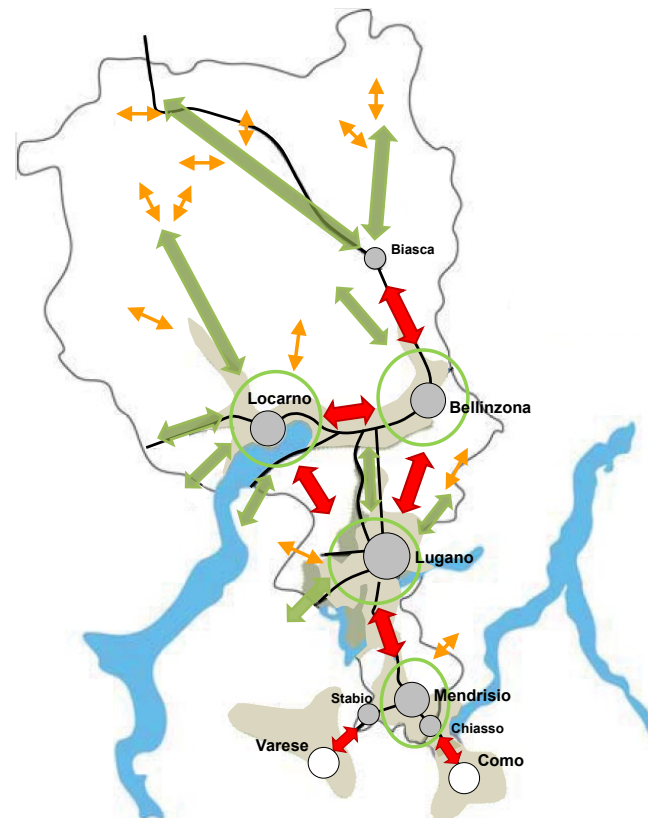 Biasca
Locarno
Bellinzona
Lugano
Stabio
Mendrisio
Chiasso
Varese
Como